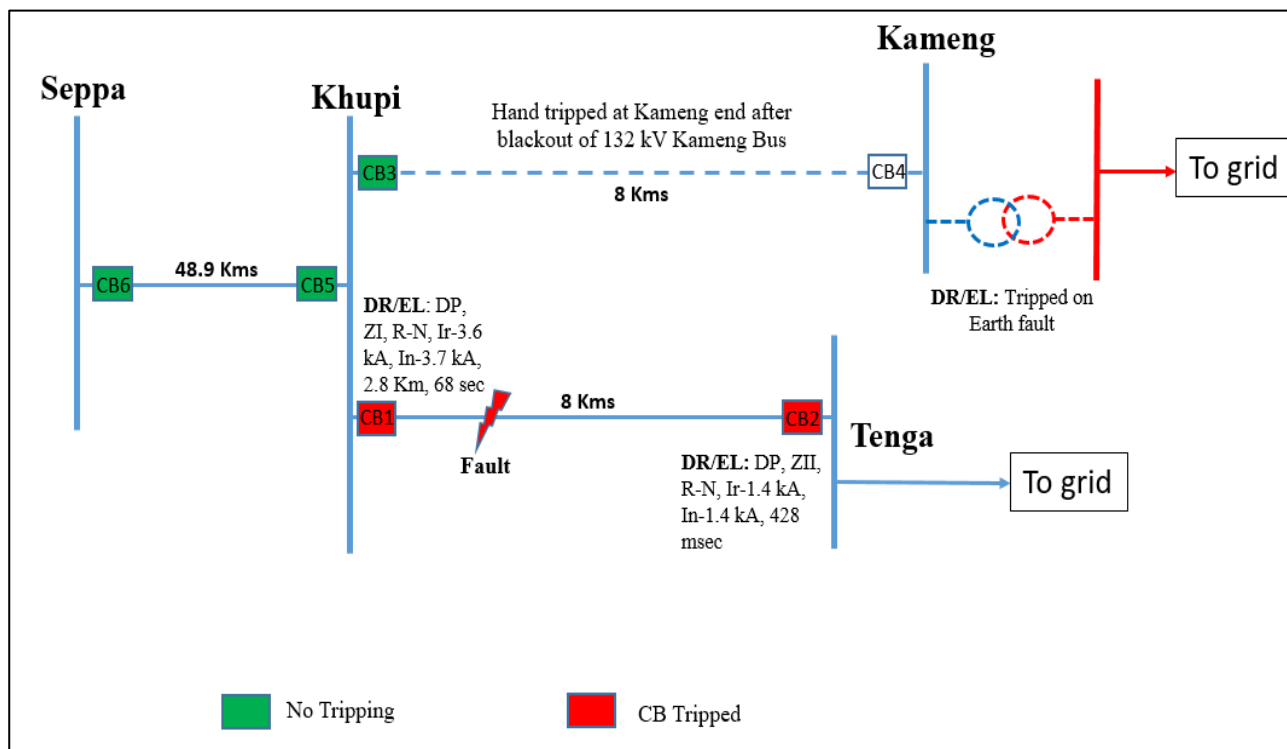 Kameng
Seppa
Khupi
Hand tripped at Kameng end after
blackout of 132 kV Kameng Bus
To grid
CB3
CB4
8 Kms
48.9 Kms
CB6
CB5
DR/EL: DP,
ZI, R-N, Ir-3.6
kA, In-3.7 kA,
2.8 Km, 68 sec
DR/EL: Tripped on
Earth fault
CB1
8 Kms
CB2
Fault
Tenga
DR/EL: DP, ZII,
R-N, Ir-1.4 kA,
In-1.4 kA, 428
msec
To grid
No Tripping
CB Tripped